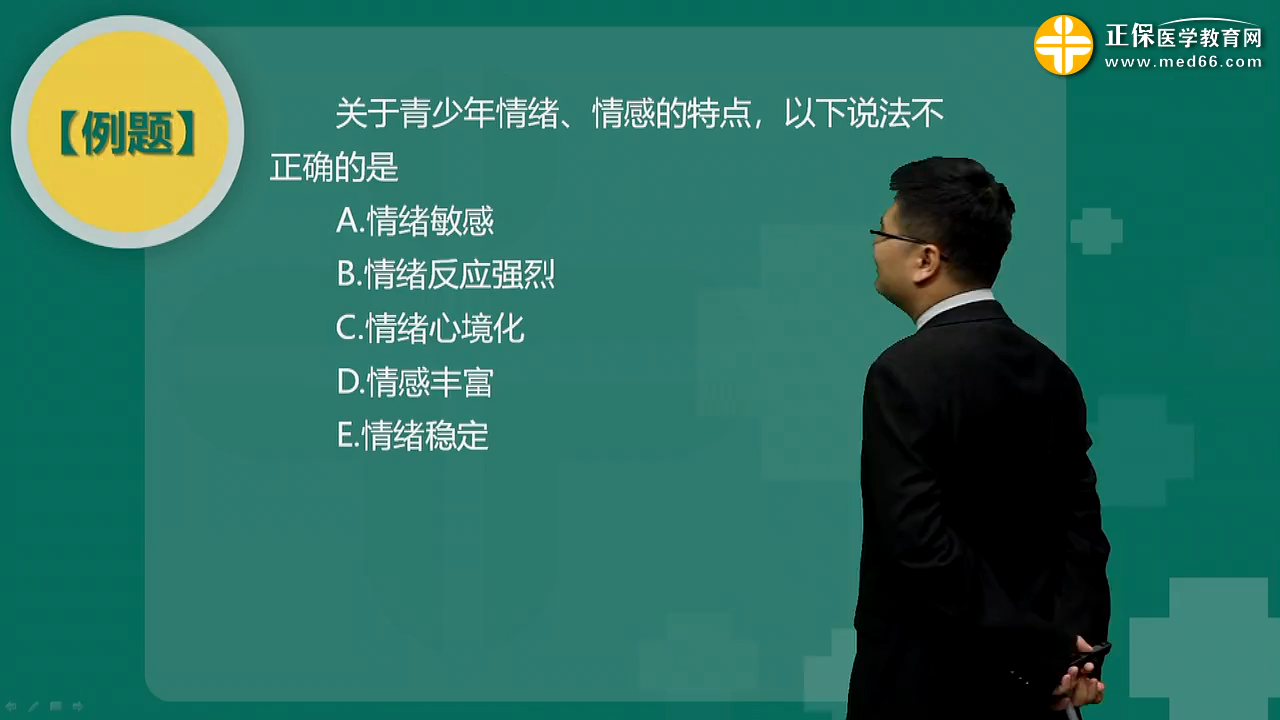 正保医学教育网
www.med66.com
【例题】
关于青少年情绪、情感的特点，以下说法不
正确的是
A.情绪敏感
B.情绪反应强烈
C.情绪心境化
D.情感丰富
E.情绪稳定